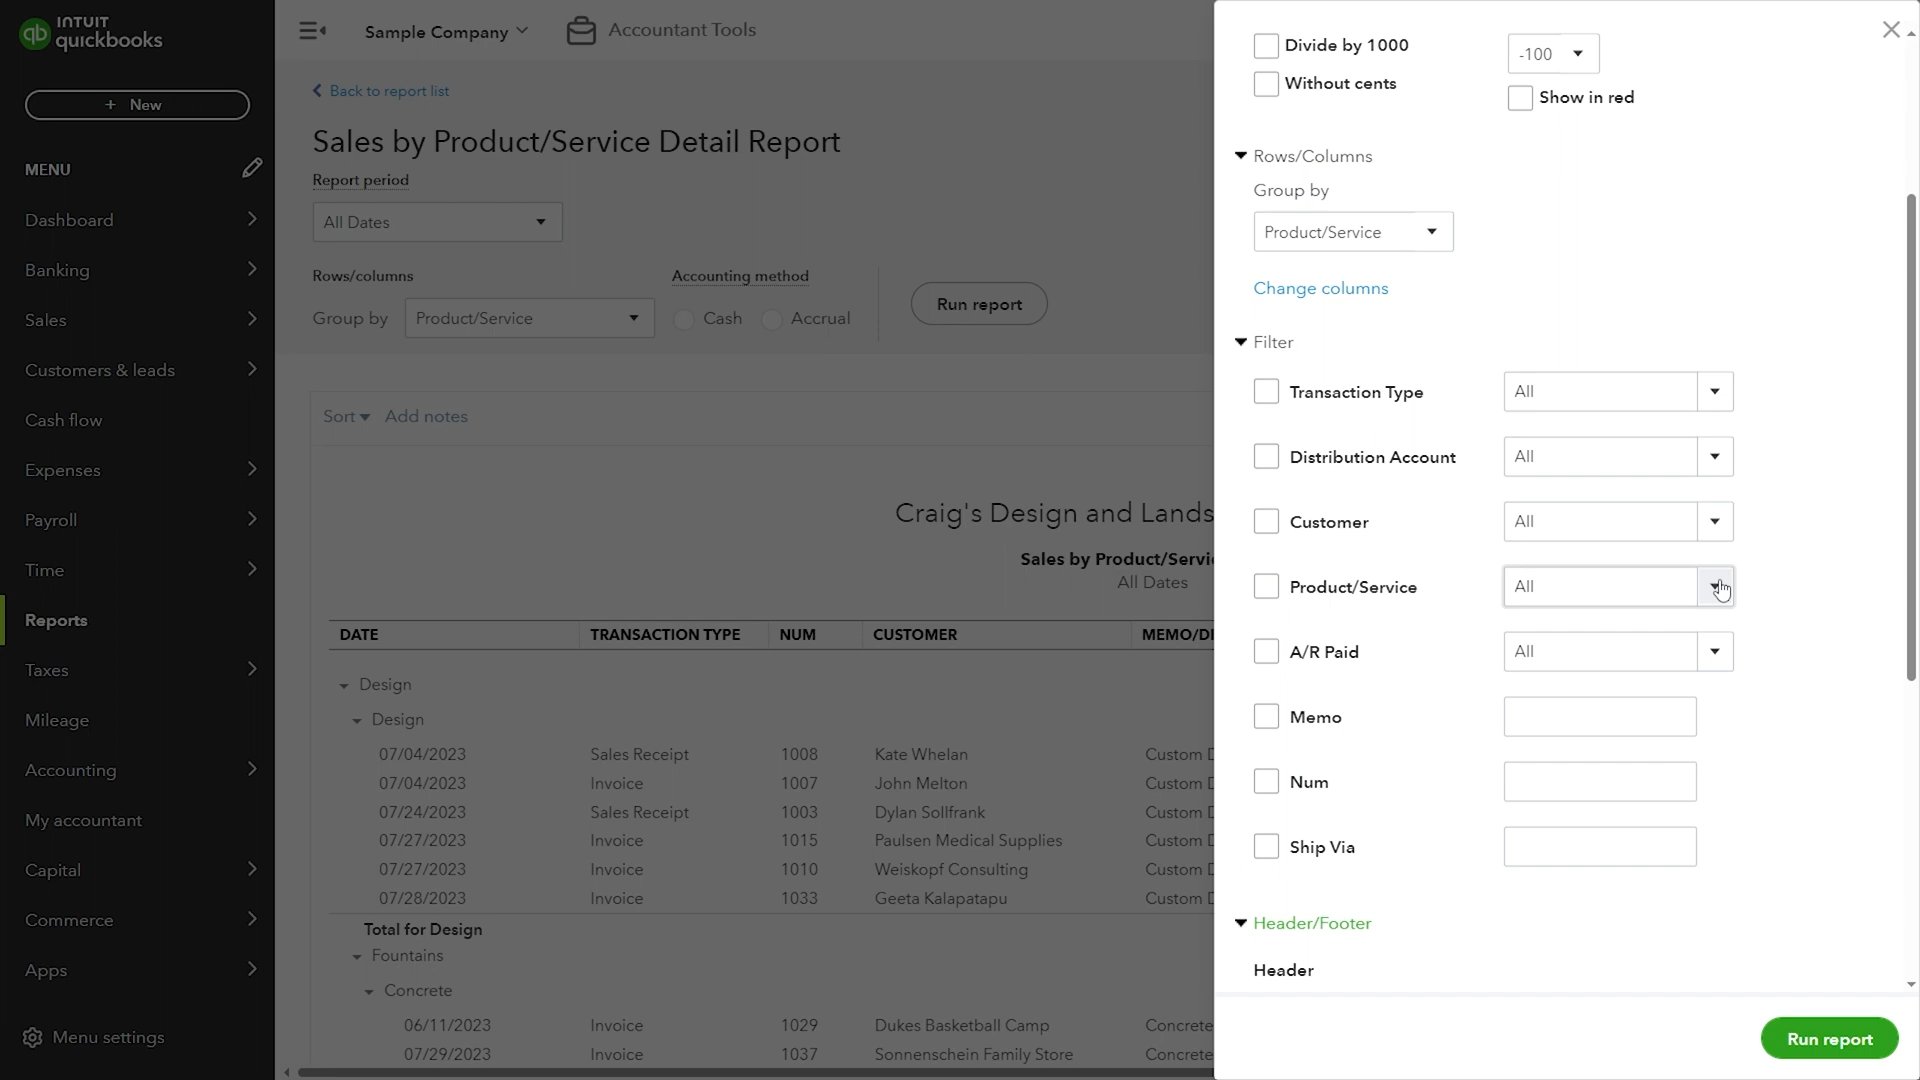 INTUIT
quickbooks
+ New
MENU
Dashboard
Banking
Sales
Customers & leads
Cash flow
Expenses
Payroll
Time
Reports
Taxes
Mileage
Accounting
My accountant
Capital
Commerce
Apps
Menu settings
Sample Company
Accountant Tools
Back to report list
Sales by Product/Service Detail Report
Report period
All Dates
Rows/columns
Accounting method
Group by Product/Service Cash Accrual
Run report
Sort Add notes
Craig's Design and Lands
Sales by Product/Servi
All Dates
DATE TRANSACTION TYPE NUM CUSTOMER MEMO/DI
Design
Design
07/04/2023 Sales Receipt 1008 Kate Whelan Custom D
07/04/2023 Invoice 1007 John Melton Custom D
07/24/2023 Sales Receipt 1003 Dylan Sollfrank Custom D
07/27/2023 Invoice 1015 Paulsen Medical Supplies Custom D
07/27/2023 Invoice 1010 Weiskopf Consulting Custom D
07/28/2023 Invoice 1033 Geeta Kalapatapu Custom D
Total for Design
Fountains
Concrete
06/11/2023 Invoice 1029 Dukes Basketball Camp Concrete
07/29/2023 Invoice 1037 Sonnenschein Family Store Concrete
Divide by 1000
Without cents
-100
Show in red
Rows/Columns
Group by
Product/Service
Change columns
Filter
Transaction Type All
Distribution Account All
Customer All
Product/Service All
A/R Paid All
Memo
Num
Ship Via
Header/Footer
Header
Run report